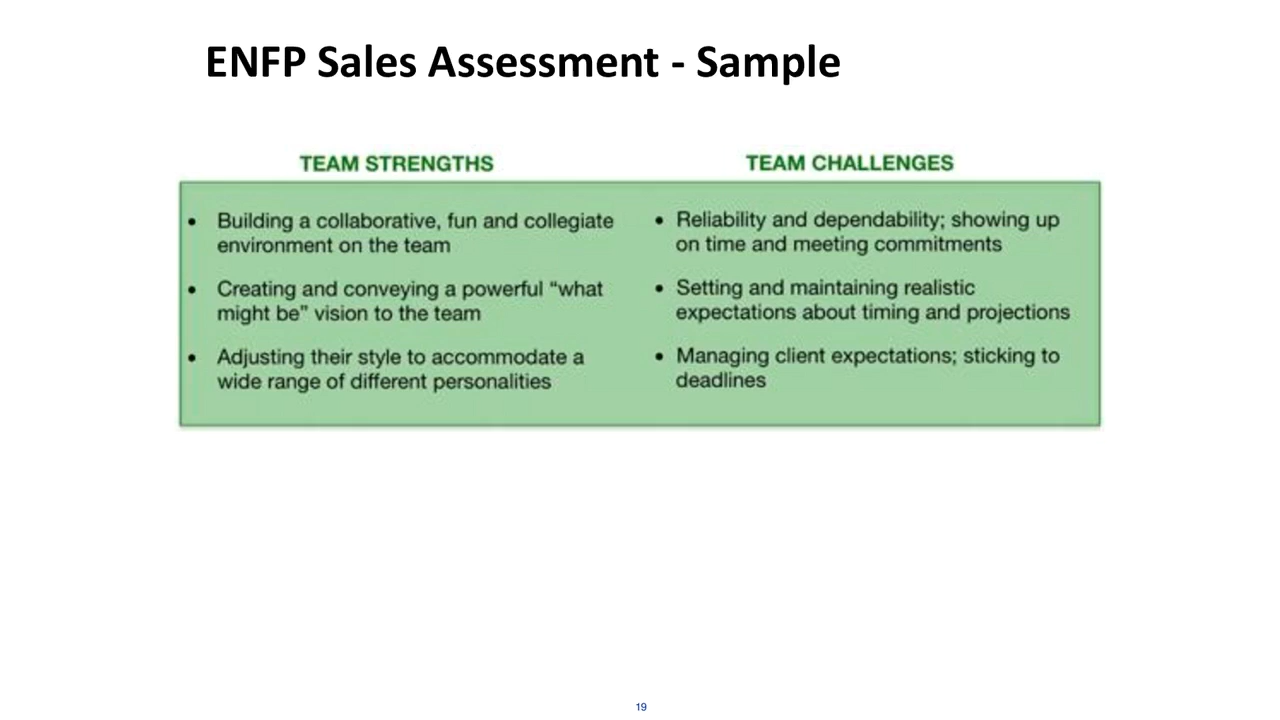 ENFP Sales Assessment - Sample
TEAM STRENGTHS
• Building a collaborative, fun and collegiate
environment on the team
• Creating and conveying a powerful “what
might be” vision to the team
• Adjusting their style to accommodate a
wide range of different personalities
TEAM CHALLENGES
• Reliability and dependability; showing up
on time and meeting commitments
• Setting and maintaining realistic
expectations about timing and projections
• Managing client expectations; sticking to
deadlines
19